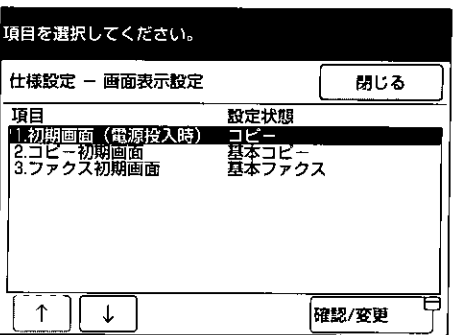 項目を選択してください。
仕様設定 － 画面表示設定 閉じる
項目 設定状態
1.初期画面（電源投入時） コピー
2.コピー初期画面 基本コピー
3.ファクス初期画面 基本ファクス
↑ ↓ 確認/変更